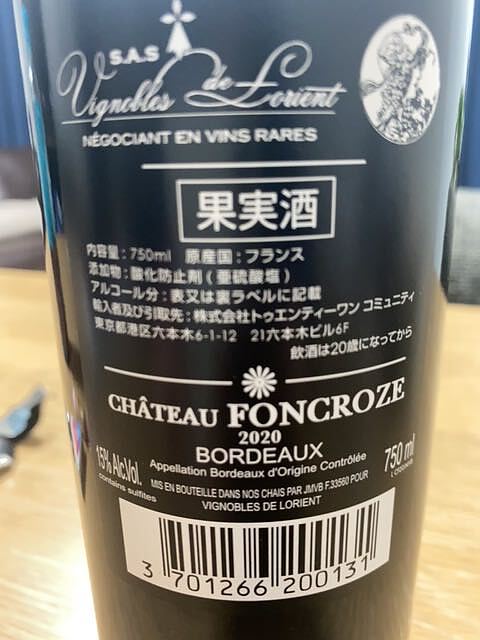 S.A.S
Vignobles de Lorient
NÉGOCIANT EN VINS RARES
果実酒
内容量：750ml 原産国：フランス
添加物：酸化防止剤（亜硫酸塩）
アルコール分：表又は裏ラベルに記載
輸入者及び引取先：株式会社トゥエンティーワン コミュニティ
東京都港区六本木6-1-12 21六本木ビル6F
飲酒は20歳になってから
CHÂTEAU FONCROZE
2020
BORDEAUX
Appellation Bordeaux d'Origine Contrôlée
15% Alc.Vol.
contains sulfites
750 ml
MIS EN BOUTEILLE DANS NOS CHAIS PAR JMVB F.33560 POUR
VIGNOBLES DE LORIENT
3 701266 200131